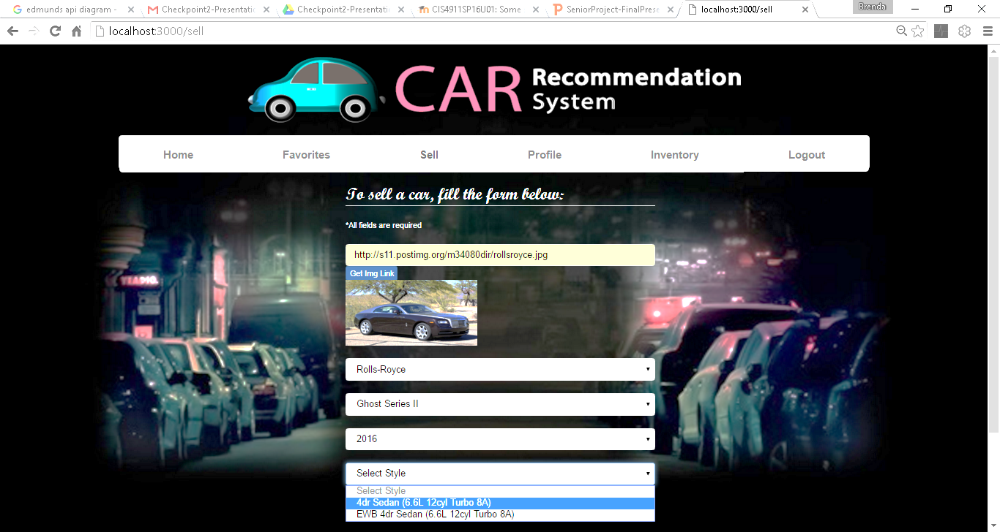 edmunds api diagram -
Checkpoint2-Presentatio
Checkpoint2-Presentatio
CIS4911SP16U01: Some
SeniorProject-FinalPrese
localhost:3000/sell
Brenda
localhost:3000/sell
CAR Recommendation
System
Home Favorites Sell Profile Inventory Logout
To sell a car, fill the form below:
*All fields are required
http://s11.postimg.org/m34080dir/rollsroyce.jpg
Get Img Link
Rolls-Royce
Ghost Series II
2016
Select Style
Select Style
4dr Sedan (6.6L 12cyl Turbo 8A)
EWB 4dr Sedan (6.6L 12cyl Turbo 8A)